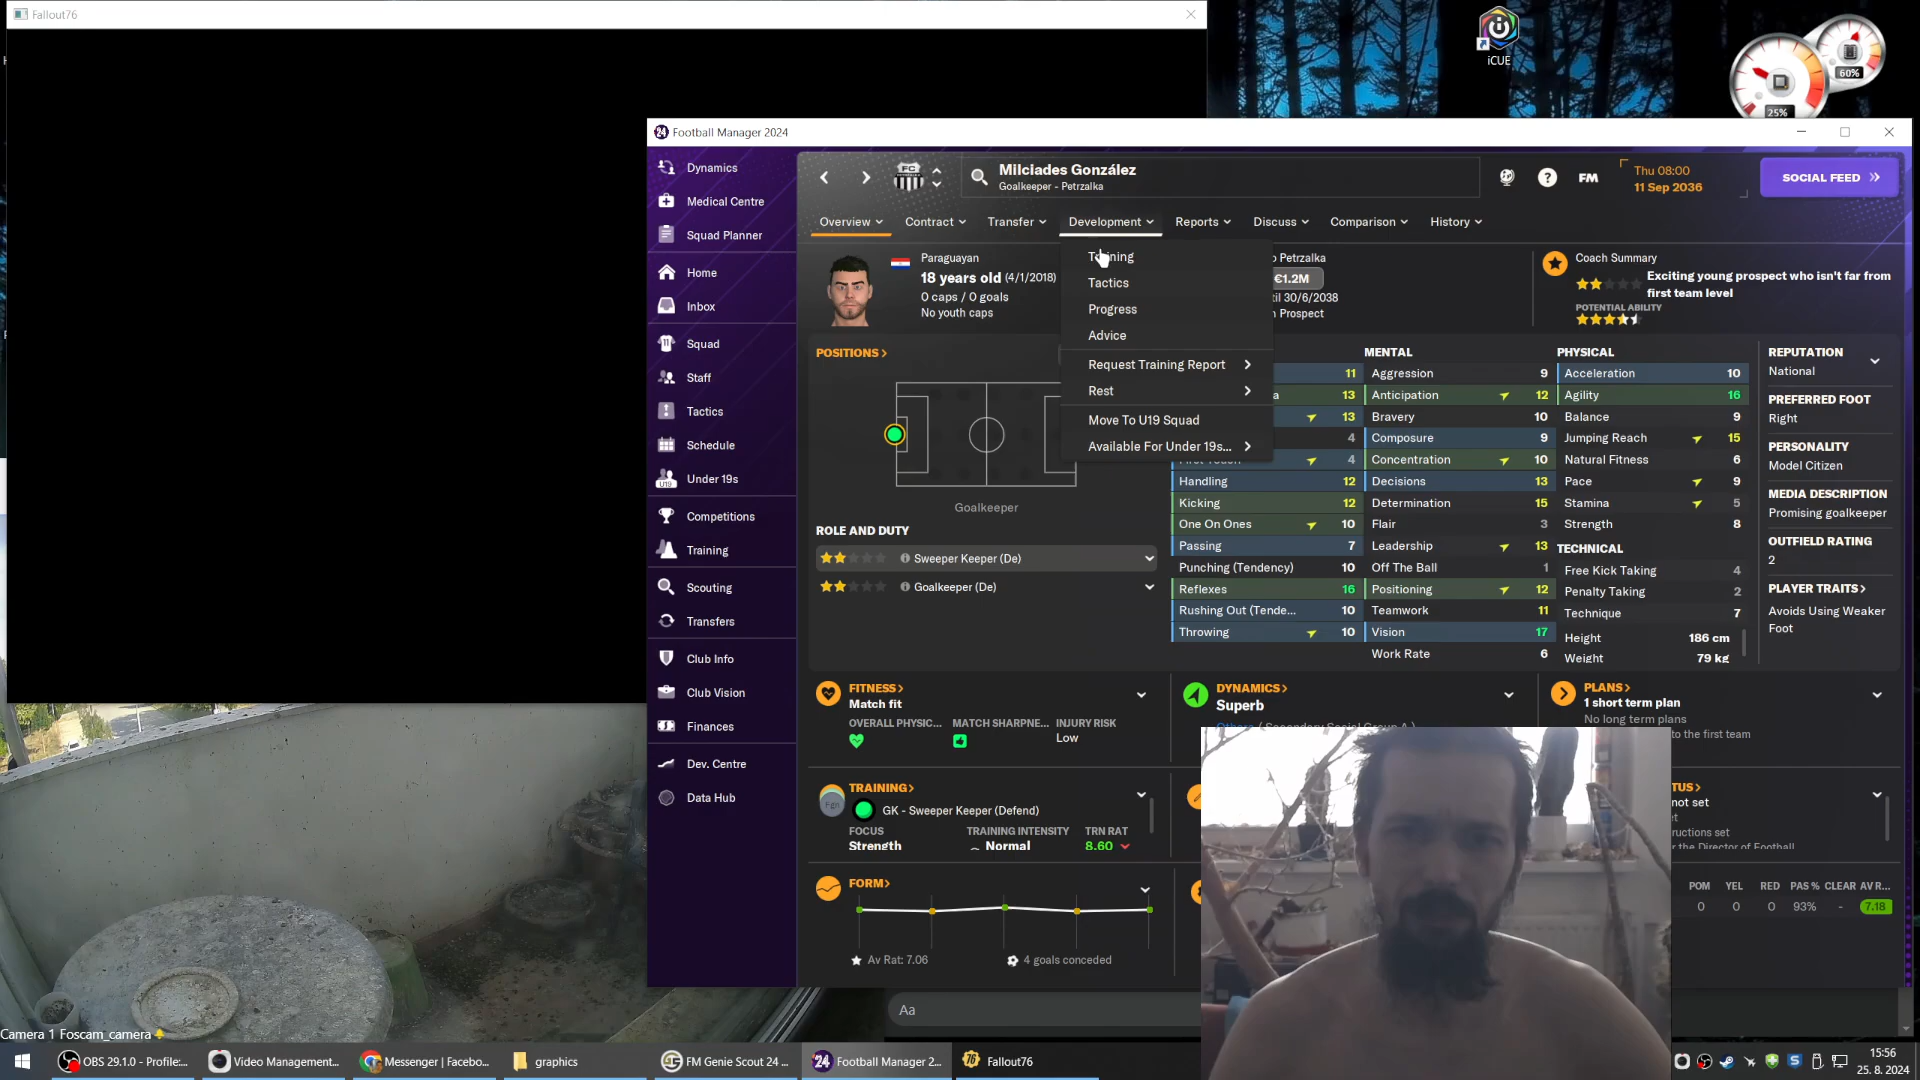 Fallout76
iCUE
60%
25%
Football Manager 2024
Dynamics
Medical Centre
Squad Planner
Home
Inbox
Squad
Staff
Tactics
Schedule
Under 19s
Competitions
Training
Scouting
Transfers
Club Info
Club Vision
Finances
Dev. Centre
Data Hub
Milciades González
Goalkeeper - Petrzalka
FM
Thu 08:00
11 Sep 2036
SOCIAL FEED
Overview
Contract
Transfer
Development
Reports
Discuss
Comparison
History
Paraguayan
18 years old (4/1/2018)
0 caps / 0 goals
No youth caps
Training
Tactics
Progress
Advice
Request Training Report
Rest
Move To U19 Squad
Available For Under 19s...
€1.2M
Coach Summary
Exciting young prospect who isn't far from
first team level
POTENTIAL ABILITY
POSITIONS
Goalkeeper
ROLE AND DUTY
Sweeper Keeper (De)
Goalkeeper (De)
11
13
13
4
4
Handling 12
Kicking 12
One On Ones 10
Passing 7
Punching (Tendency) 10
Reflexes 16
Rushing Out (Tende... 10
Throwing 10
MENTAL
Aggression 9
Anticipation 12
Bravery 10
Composure 9
Concentration 10
Decisions 13
Determination 15
Flair 3
Leadership 13
Off The Ball 1
Positioning 12
Teamwork 11
Vision 17
Work Rate 6
PHYSICAL
Acceleration 10
Agility 16
Balance 9
Jumping Reach 15
Natural Fitness 6
Pace 9
Stamina 5
Strength 8
TECHNICAL
Free Kick Taking 4
Penalty Taking 2
Technique 7
Height 186 cm
Weight 79 kg
REPUTATION
National
PREFERRED FOOT
Right
PERSONALITY
Model Citizen
MEDIA DESCRIPTION
Promising goalkeeper
OUTFIELD RATING
2
PLAYER TRAITS
Avoids Using Weaker
Foot
FITNESS
Match fit
OVERALL PHYSIC...
MATCH SHARPNE...
INJURY RISK
Low
DYNAMICS
Superb
PLANS
1 short term plan
No long term plans
to the first team
TRAINING
GK - Sweeper Keeper (Defend)
FOCUS
Strength
TRAINING INTENSITY
Normal
TRN RAT
8.60
FORM
Av Rat: 7.06
4 goals conceded
POM YEL RED PAS % CLEAR AV R...
0 0 0 93% - 7.18
Aa
Camera 1 Foscam_camera
OBS 29.1.0 - Profile:...
Video Management...
Messenger | Facebo...
graphics
FM Genie Scout 24 ...
Football Manager 2...
Fallout76
15:56
25. 8. 2024